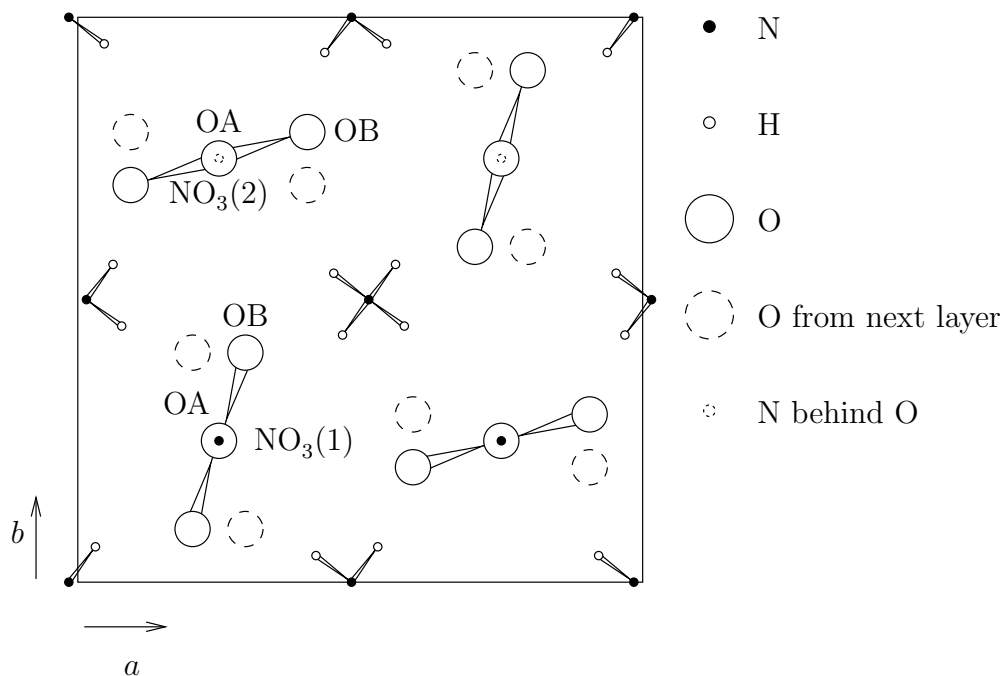 N
H
O
O from next layer
N behind O
OA
OB
NO₃(2)
OB
OA
NO₃(1)
b
a